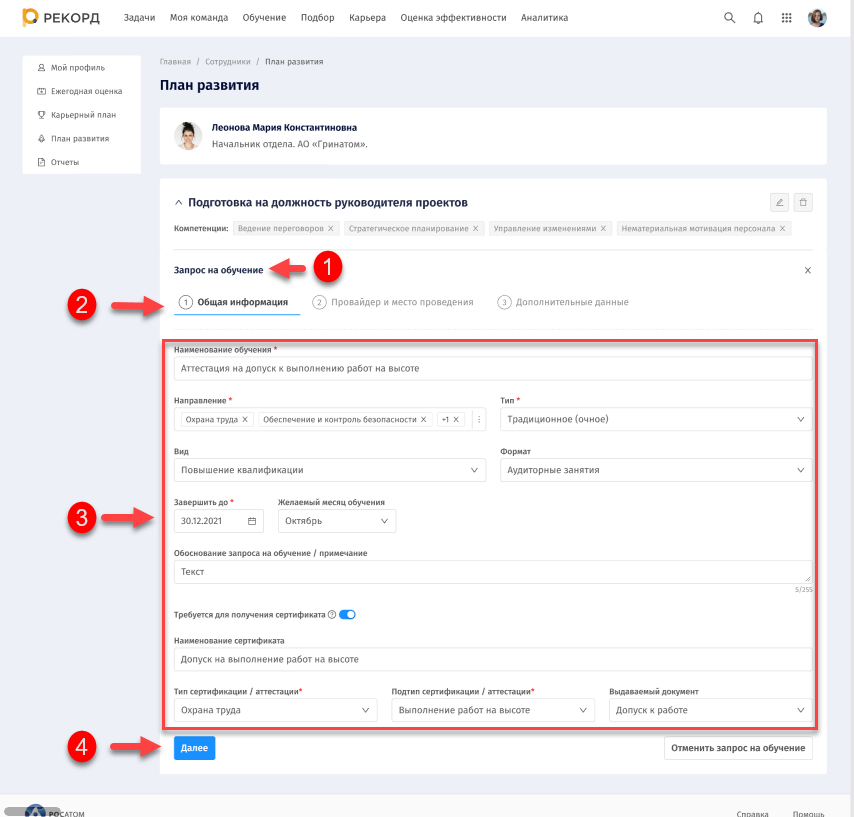 РЕКОРД Задачи Моя команда Обучение Подбор Карьера Оценка эффективности Аналитика
Мой профиль
Ежегодная оценка
Карьерный план
План развития
Отчеты
Главная / Сотрудники / План развития
План развития
Леонова Мария Константиновна
Начальник отдела. АО «Гринатом».
Подготовка на должность руководителя проектов
Компетенции: Ведение переговоров × Стратегическое планирование × Управление изменениями × Нематериальная мотивация персонала ×
Запрос на обучение 1
2 1 Общая информация 2 Провайдер и место проведения 3 Дополнительные данные
Наименование обучения *
Аттестация на допуск к выполнению работ на высоте
Направление * Тип *
Охрана труда × Обеспечение и контроль безопасности × +1 × Традиционное (очное)
Вид Формат
Повышение квалификации Аудиторные занятия
Завершить до * Желаемый месяц обучения
3 30.12.2021 Октябрь
Обоснование запроса на обучение / примечание
Текст
5/255
Требуется для получения сертификата ?
Наименование сертификата
Допуск на выполнение работ на высоте
Тип сертификации / аттестации* Подтип сертификации / аттестации* Выдаваемый документ
Охрана труда Выполнение работ на высоте Допуск к работе
4 Далее Отменить запрос на обучение
РОСАТОМ Справка Помощь